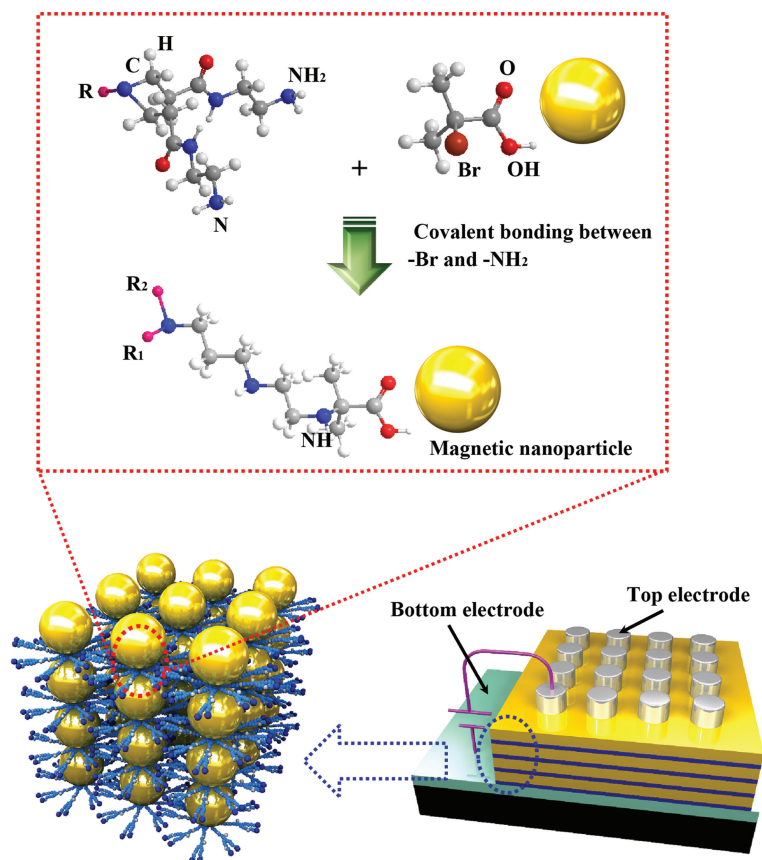 H
C
R
NH₂
N
+
O
Br
OH
Covalent bonding between
-Br and -NH₂
R₂
R₁
NH
Magnetic nanoparticle
Bottom electrode
Top electrode